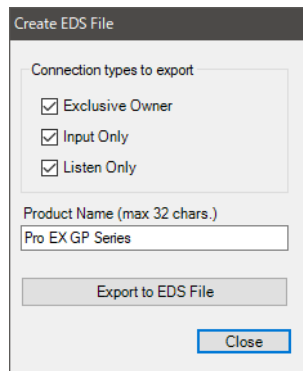 Create EDS File
Connection types to export
Exclusive Owner
Input Only
Listen Only
Product Name (max 32 chars.)
Pro EX GP Series
Export to EDS File
Close